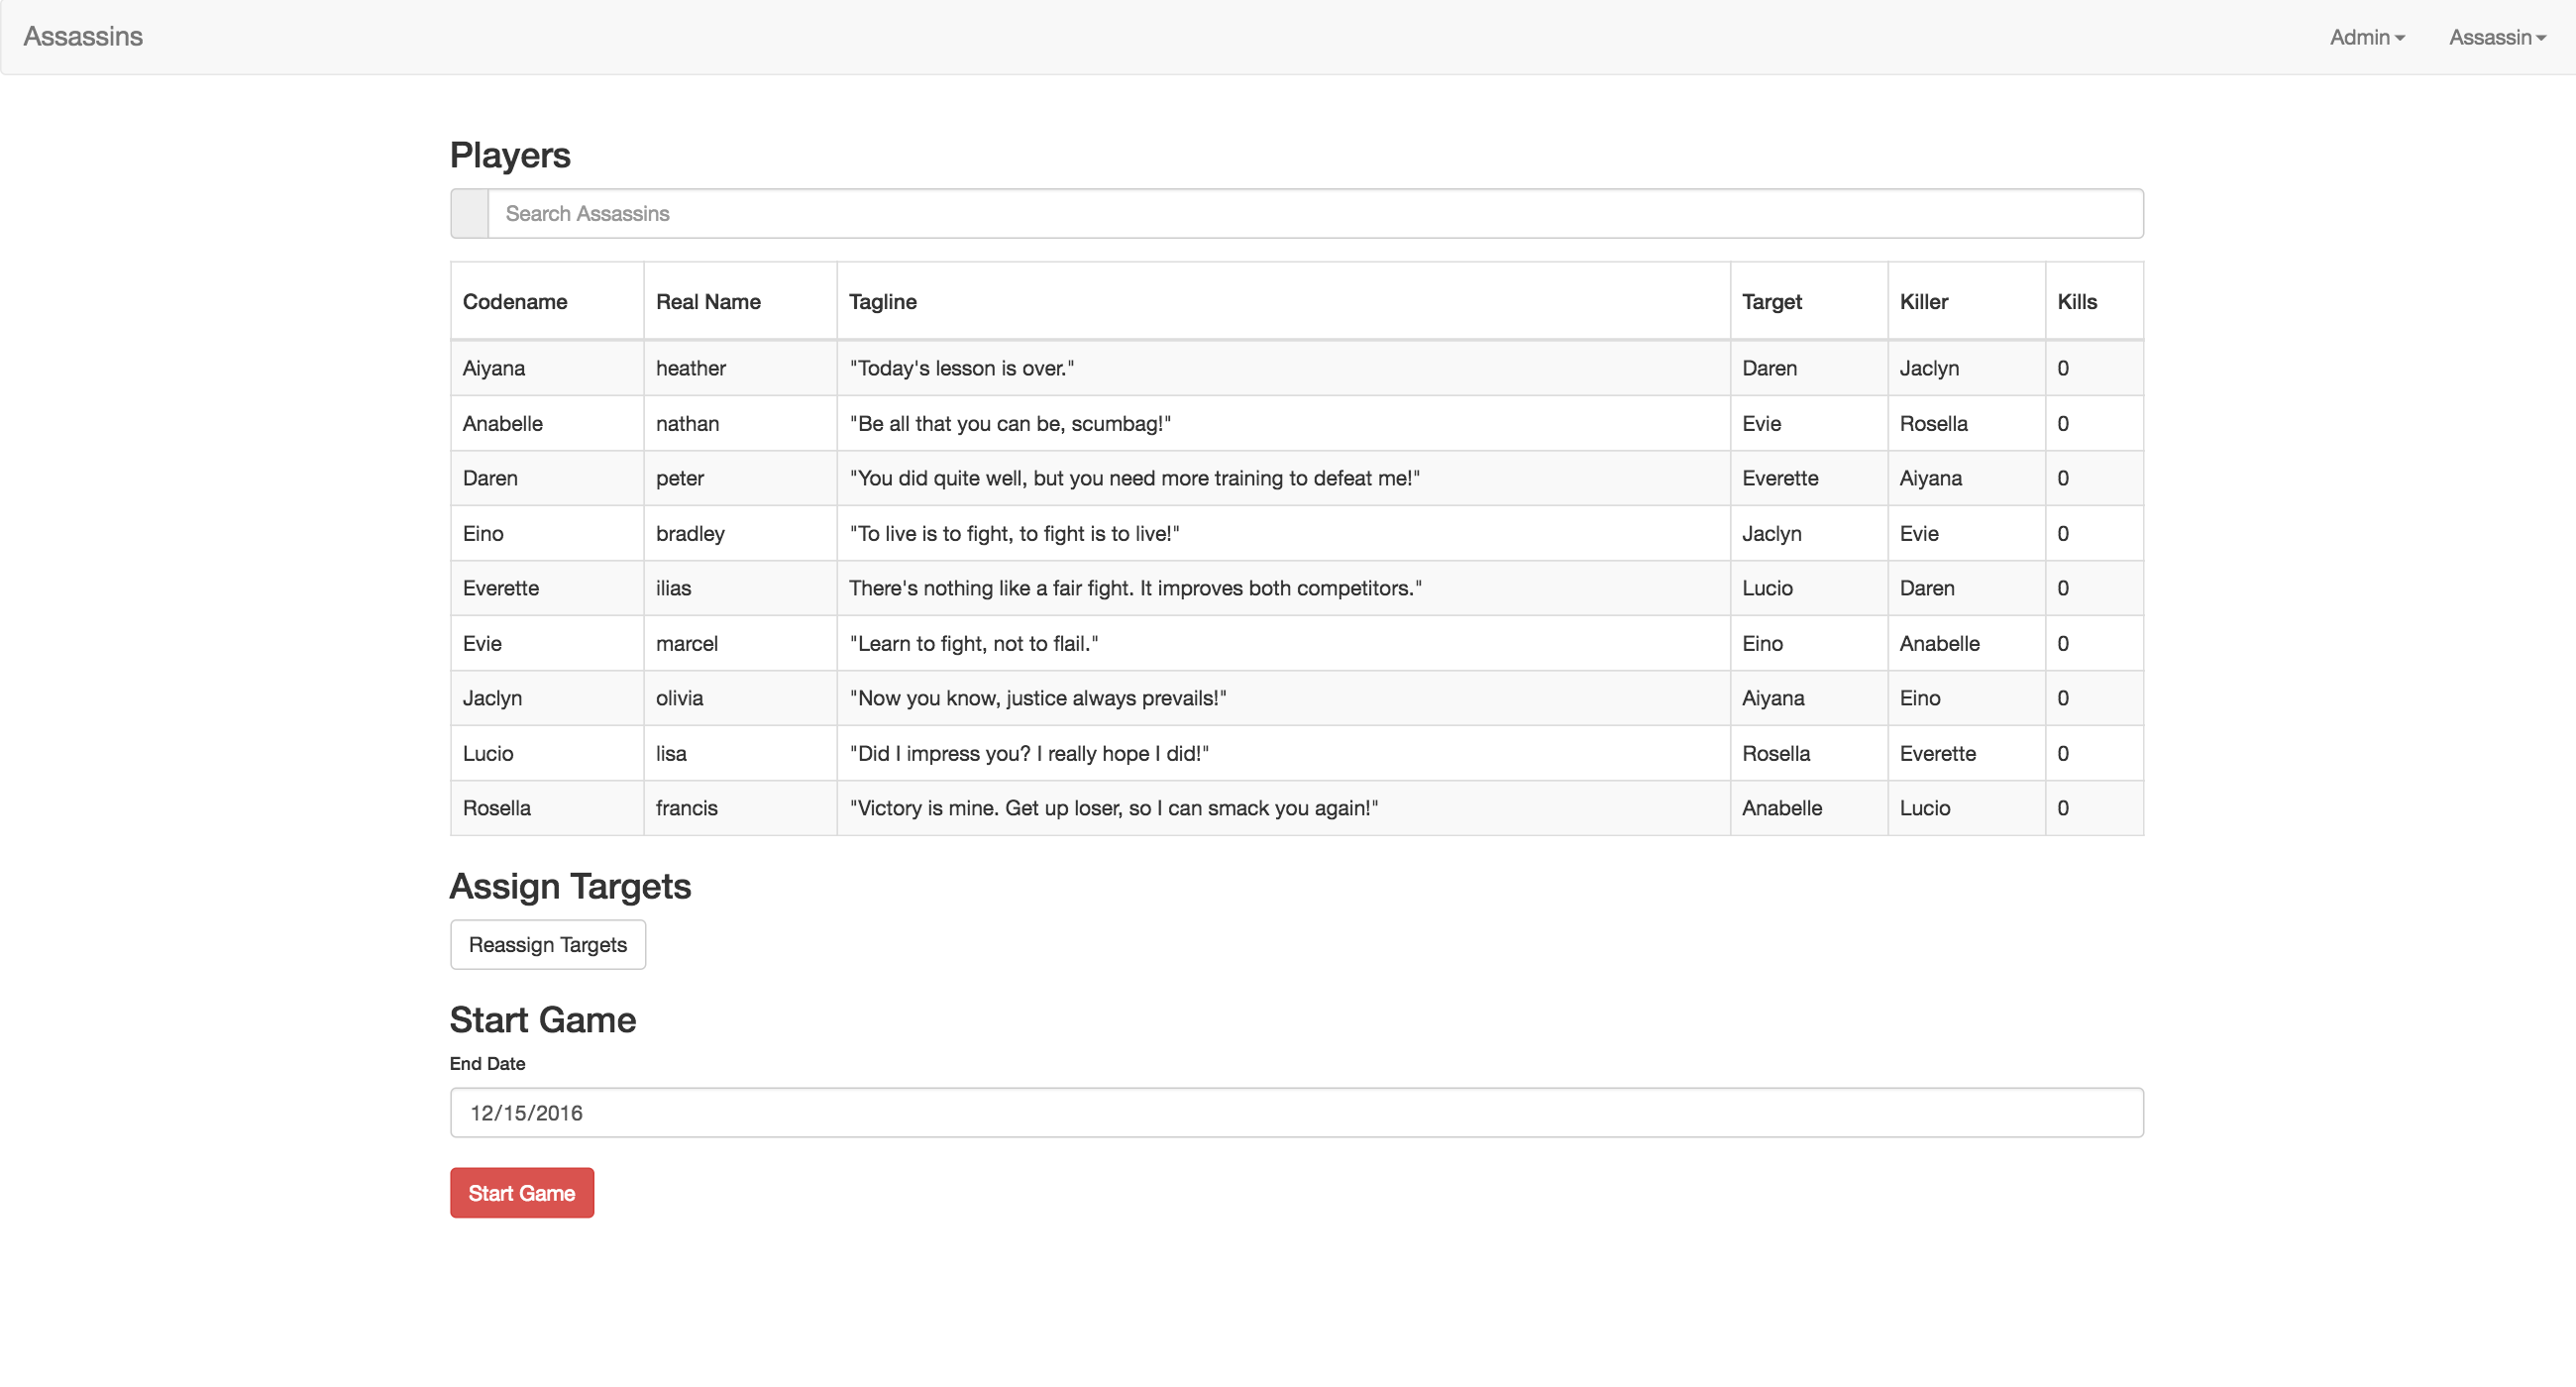 Assassins Admin Assassin
Players
Search Assassins
Codename Real Name Tagline Target Killer Kills
Aiyana heather "Today's lesson is over." Daren Jaclyn 0
Anabelle nathan "Be all that you can be, scumbag!" Evie Rosella 0
Daren peter "You did quite well, but you need more training to defeat me!" Everette Aiyana 0
Eino bradley "To live is to fight, to fight is to live!" Jaclyn Evie 0
Everette ilias There's nothing like a fair fight. It improves both competitors." Lucio Daren 0
Evie marcel "Learn to fight, not to flail." Eino Anabelle 0
Jaclyn olivia "Now you know, justice always prevails!" Aiyana Eino 0
Lucio lisa "Did I impress you? I really hope I did!" Rosella Everette 0
Rosella francis "Victory is mine. Get up loser, so I can smack you again!" Anabelle Lucio 0
Assign Targets
Reassign Targets
Start Game
End Date
12/15/2016
Start Game